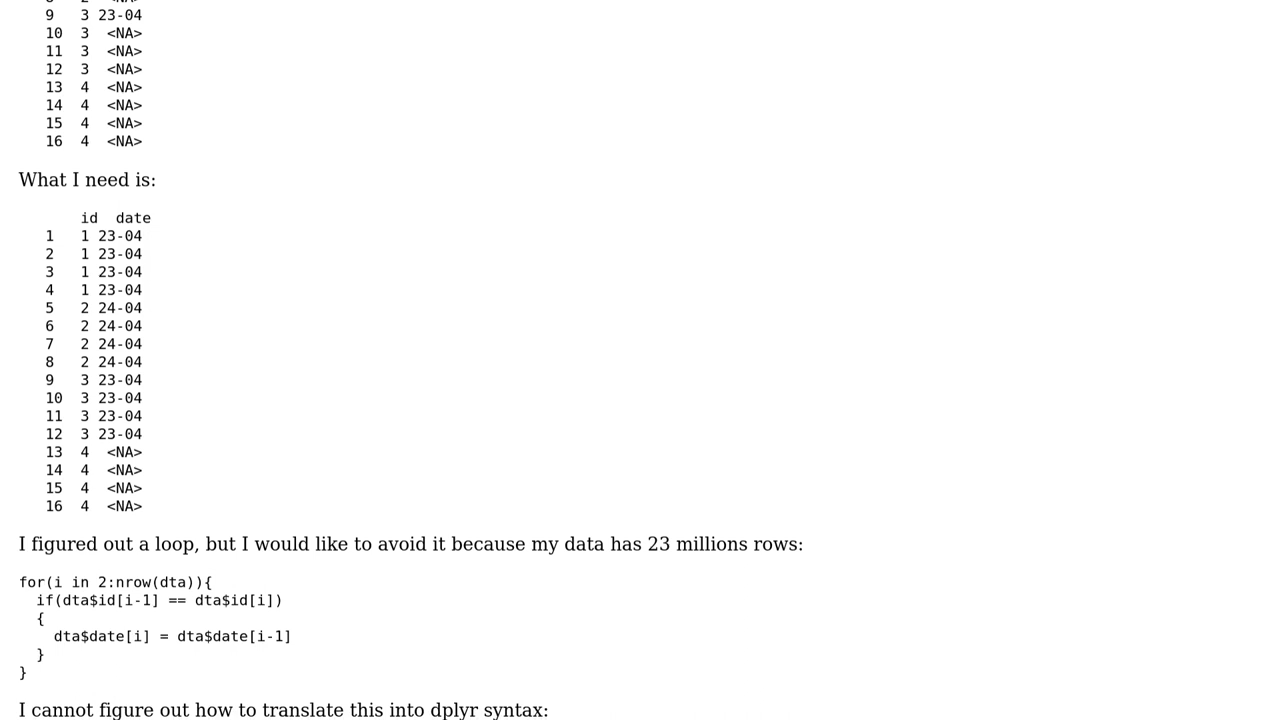 9   3 23-04
10  3  <NA>
11  3  <NA>
12  3  <NA>
13  4  <NA>
14  4  <NA>
15  4  <NA>
16  4  <NA>
What I need is:
    id  date
1   1 23-04
2   1 23-04
3   1 23-04
4   1 23-04
5   2 24-04
6   2 24-04
7   2 24-04
8   2 24-04
9   3 23-04
10  3 23-04
11  3 23-04
12  3 23-04
13  4  <NA>
14  4  <NA>
15  4  <NA>
16  4  <NA>
I figured out a loop, but I would like to avoid it because my data has 23 millions rows:
for(i in 2:nrow(dta)){
  if(dta$id[i-1] == dta$id[i])
  {
    dta$date[i] = dta$date[i-1]
  }
}
I cannot figure out how to translate this into dplyr syntax: